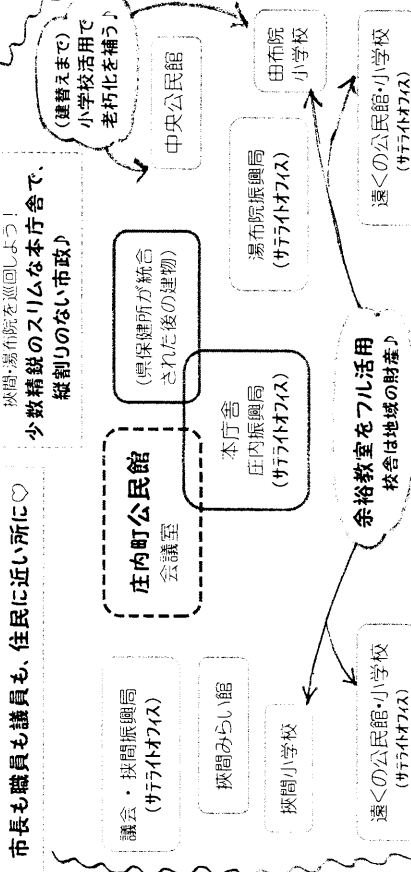 市長も職員も議員も、住民に近い所に♡
挾間・湯布院を巡回しよう！
少数精鋭のスリムな本庁舎で、
縦割りのない市政♪
(建替えまで)
小学校活用で
老朽化を補う♪
議会・挾間振興局
(サテライトオフィス)
庄内町公民館
会議室
(県保健所が統合
された後の建物)
中央公民館
挾間みらい館
本庁舎
庄内振興局
(サテライトオフィス)
湯布院振興局
(サテライトオフィス)
由布院
小学校
挾間小学校
余裕教室をフル活用
校舎は地域の財産♪
遠くの公民館・小学校
(サテライトオフィス)
遠くの公民館・小学校
(サテライトオフィス)